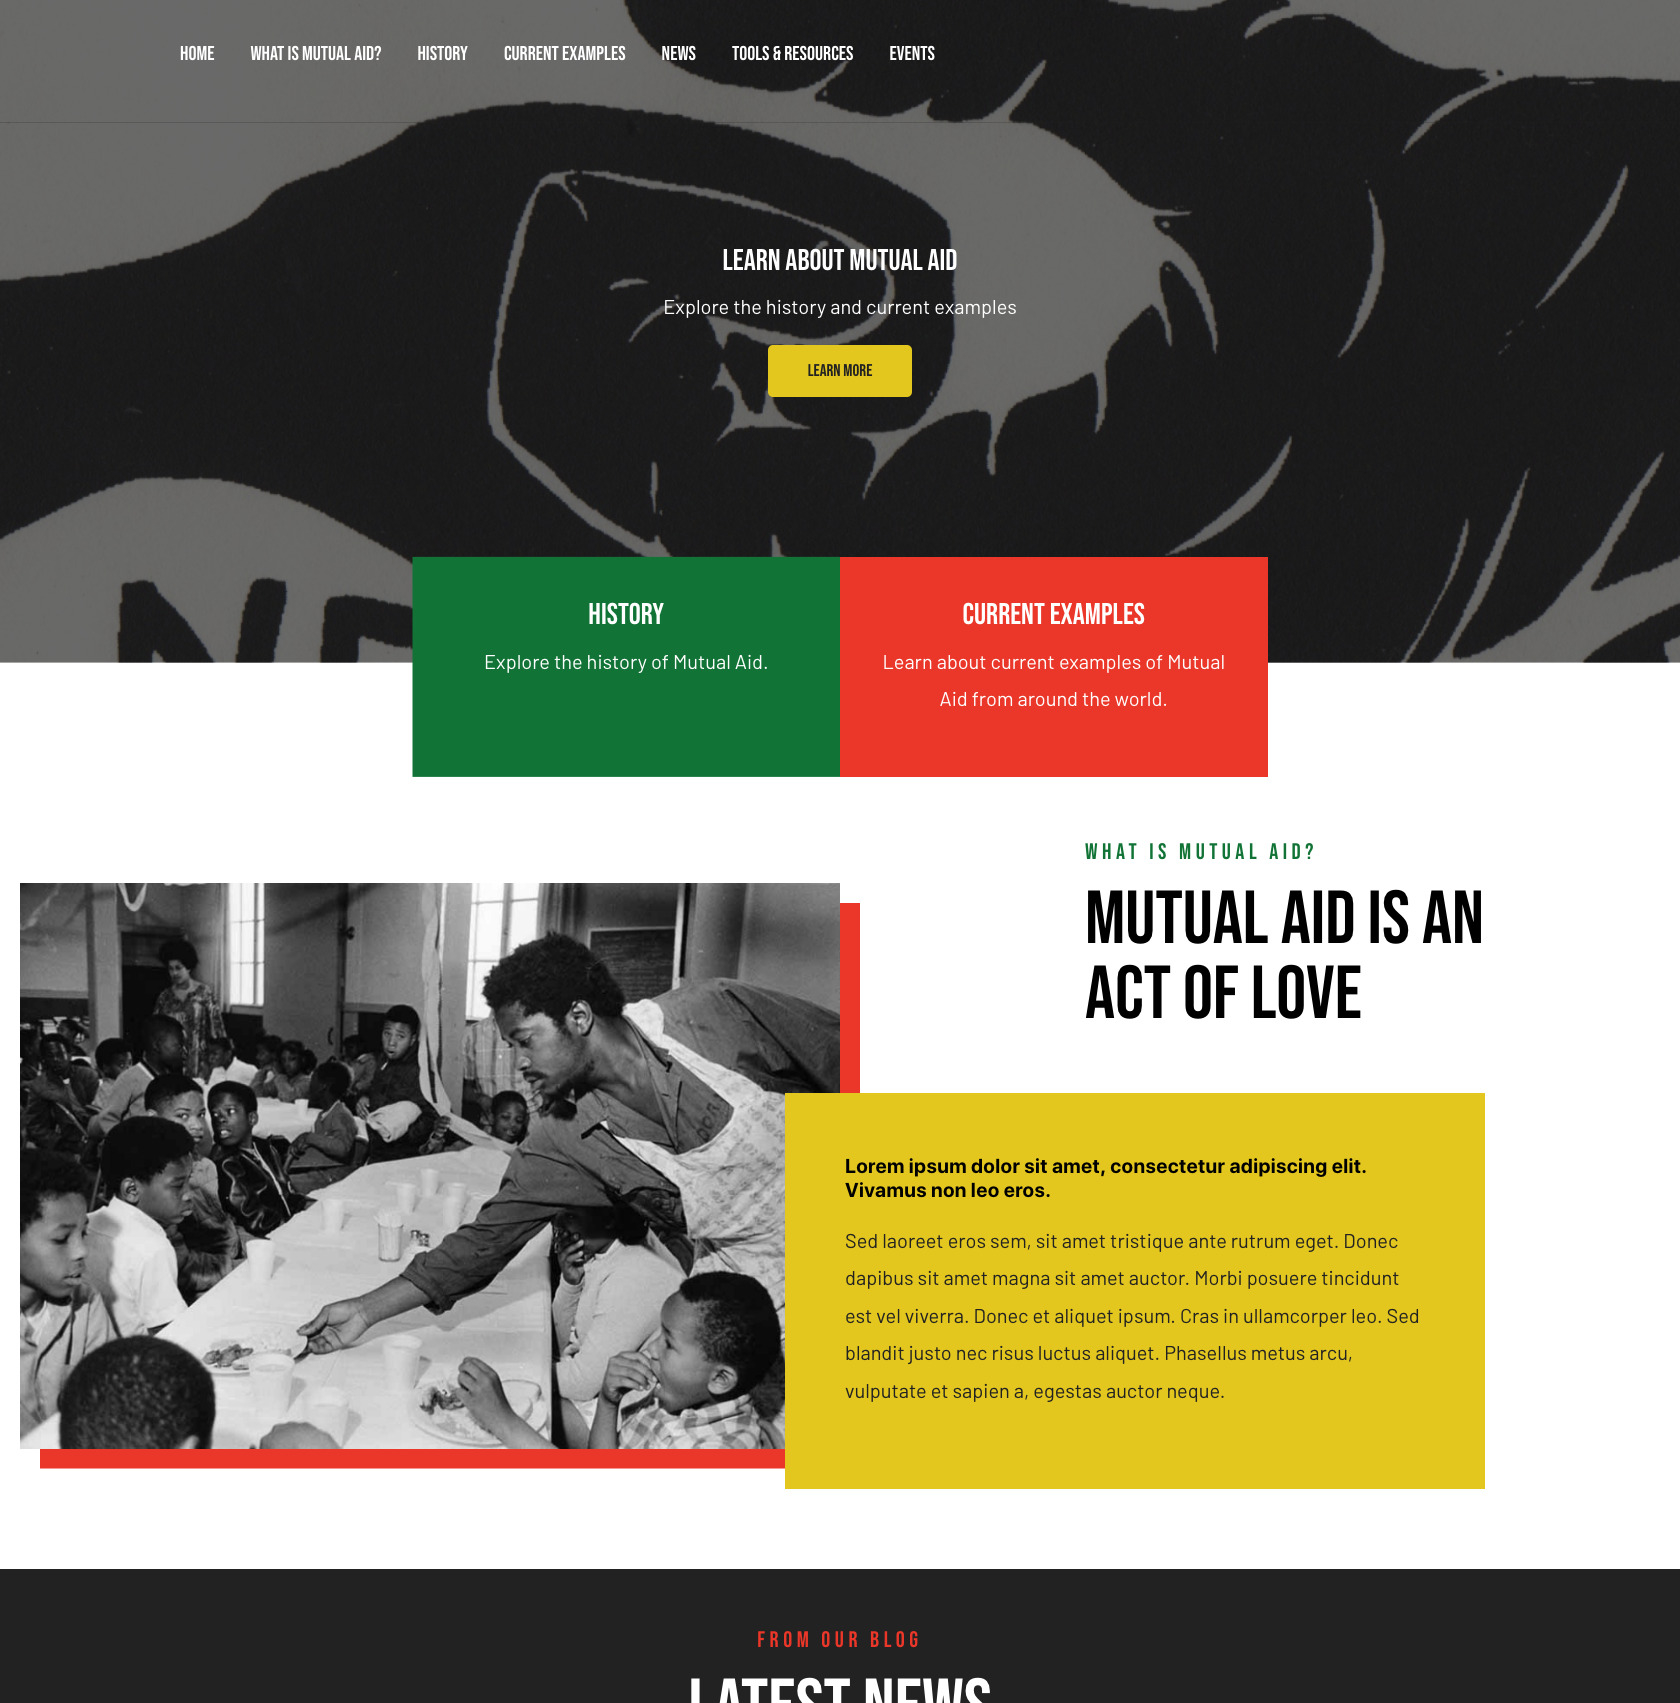 HOME WHAT IS MUTUAL AID? HISTORY CURRENT EXAMPLES NEWS TOOLS & RESOURCES EVENTS
LEARN ABOUT MUTUAL AID
Explore the history and current examples
LEARN MORE
HISTORY
Explore the history of Mutual Aid.
CURRENT EXAMPLES
Learn about current examples of Mutual
Aid from around the world.
WHAT IS MUTUAL AID?
MUTUAL AID IS AN
ACT OF LOVE
Lorem ipsum dolor sit amet, consectetur adipiscing elit.
Vivamus non leo eros.
Sed laoreet eros sem, sit amet tristique ante rutrum eget. Donec
dapibus sit amet magna sit amet auctor. Morbi posuere tincidunt
est vel viverra. Donec et aliquet ipsum. Cras in ullamcorper leo. Sed
blandit justo nec risus luctus aliquet. Phasellus metus arcu,
vulputate et sapien a, egestas auctor neque.
FROM OUR BLOG
LATEST NEWS